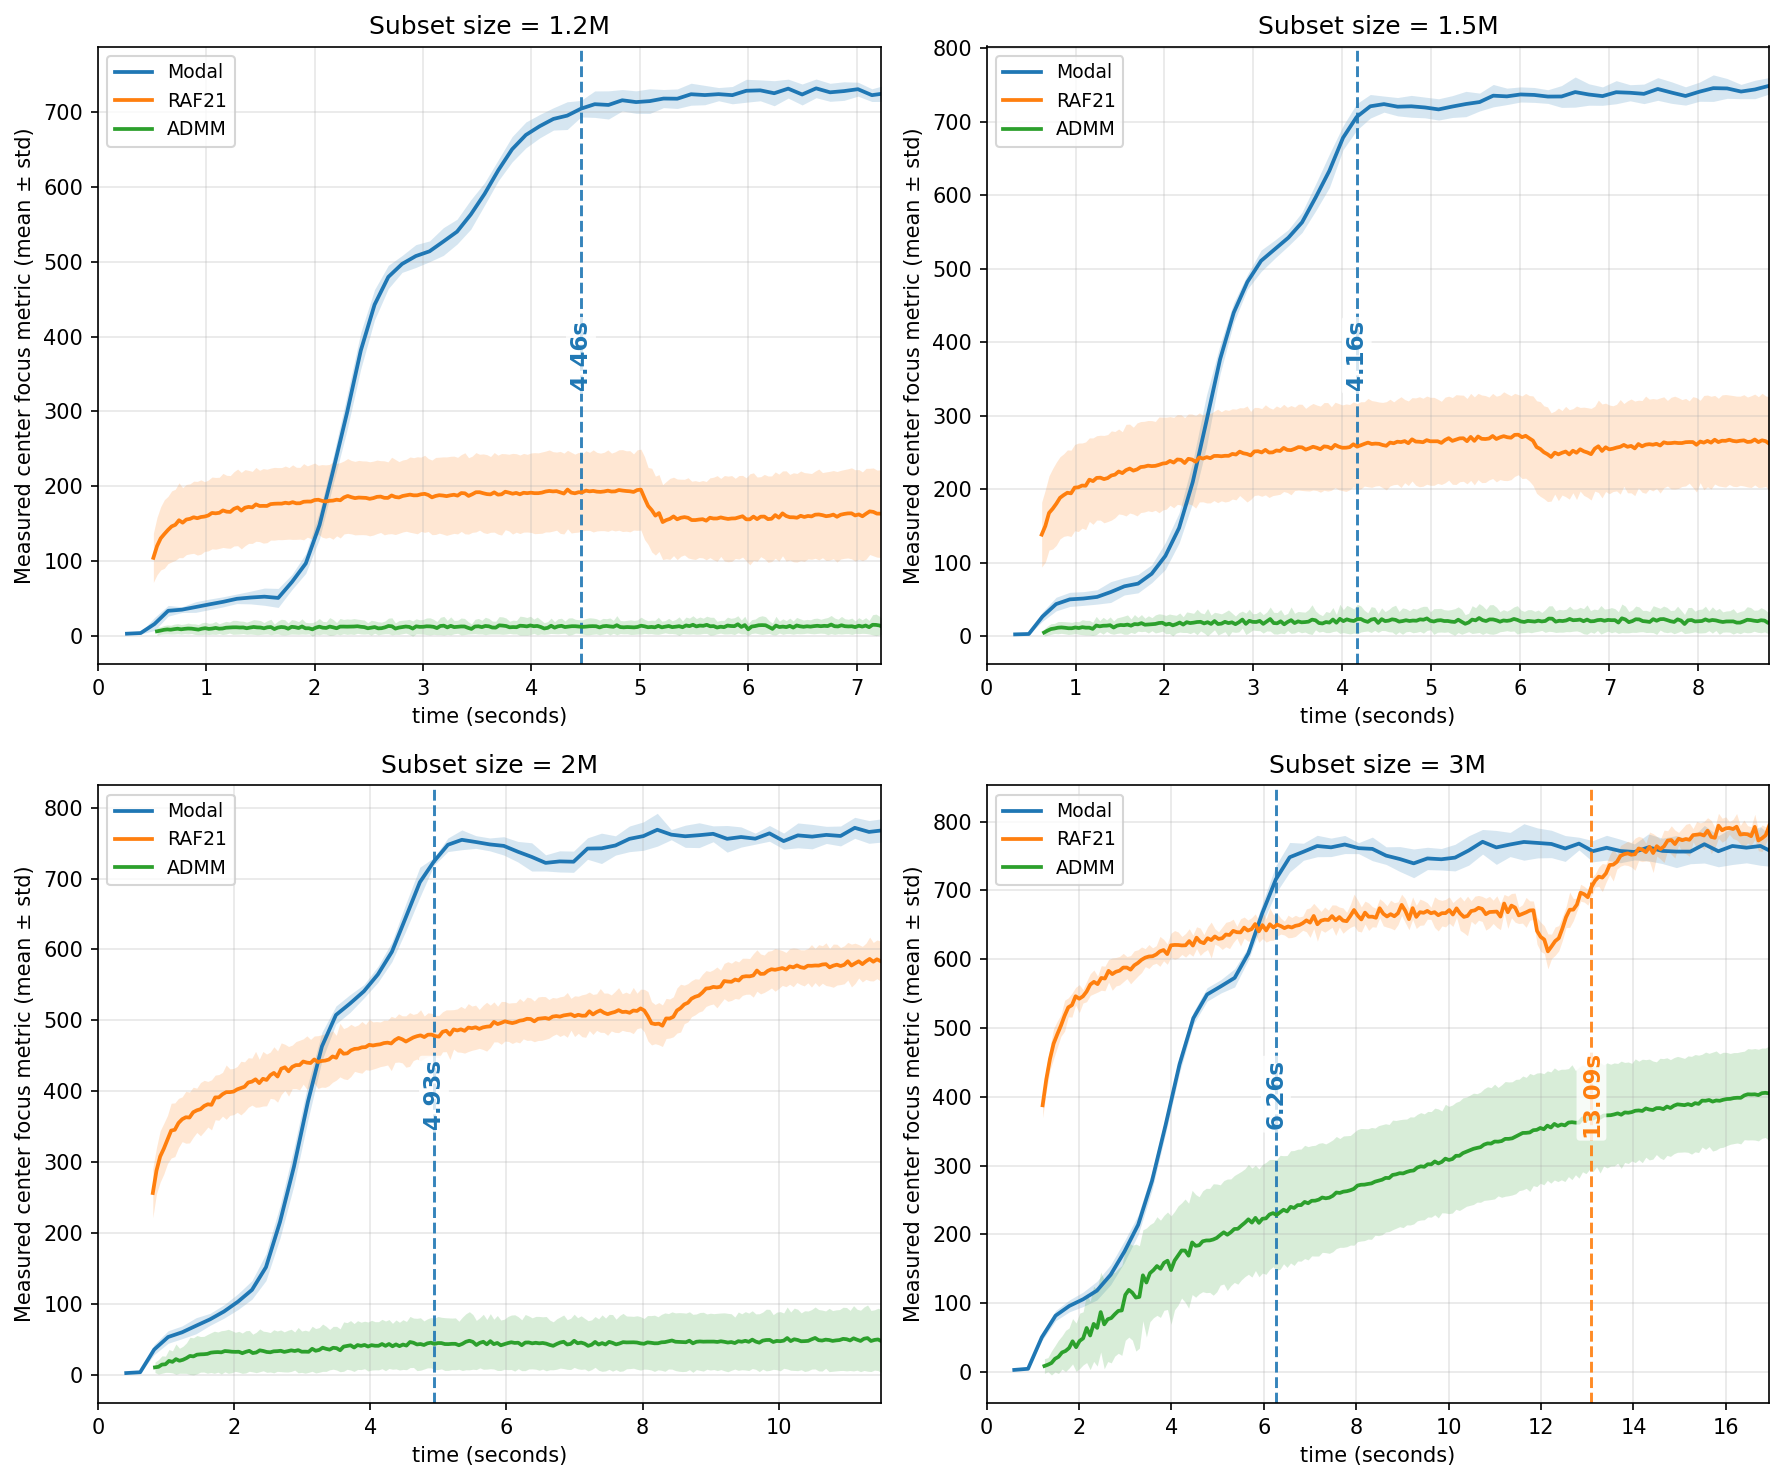 Subset size = 1.2M
Modal
RAF21
ADMM
4.46s
Measured center focus metric (mean ± std)
700
600
500
400
300
200
100
0
0 1 2 3 4 5 6 7
time (seconds)
Subset size = 1.5M
Modal
RAF21
ADMM
4.16s
Measured center focus metric (mean ± std)
800
700
600
500
400
300
200
100
0
0 1 2 3 4 5 6 7 8
time (seconds)
Subset size = 2M
Modal
RAF21
ADMM
4.93s
Measured center focus metric (mean ± std)
800
700
600
500
400
300
200
100
0
0 2 4 6 8 10
time (seconds)
Subset size = 3M
Modal
RAF21
ADMM
6.26s
13.09s
Measured center focus metric (mean ± std)
800
700
600
500
400
300
200
100
0
0 2 4 6 8 10 12 14 16
time (seconds)